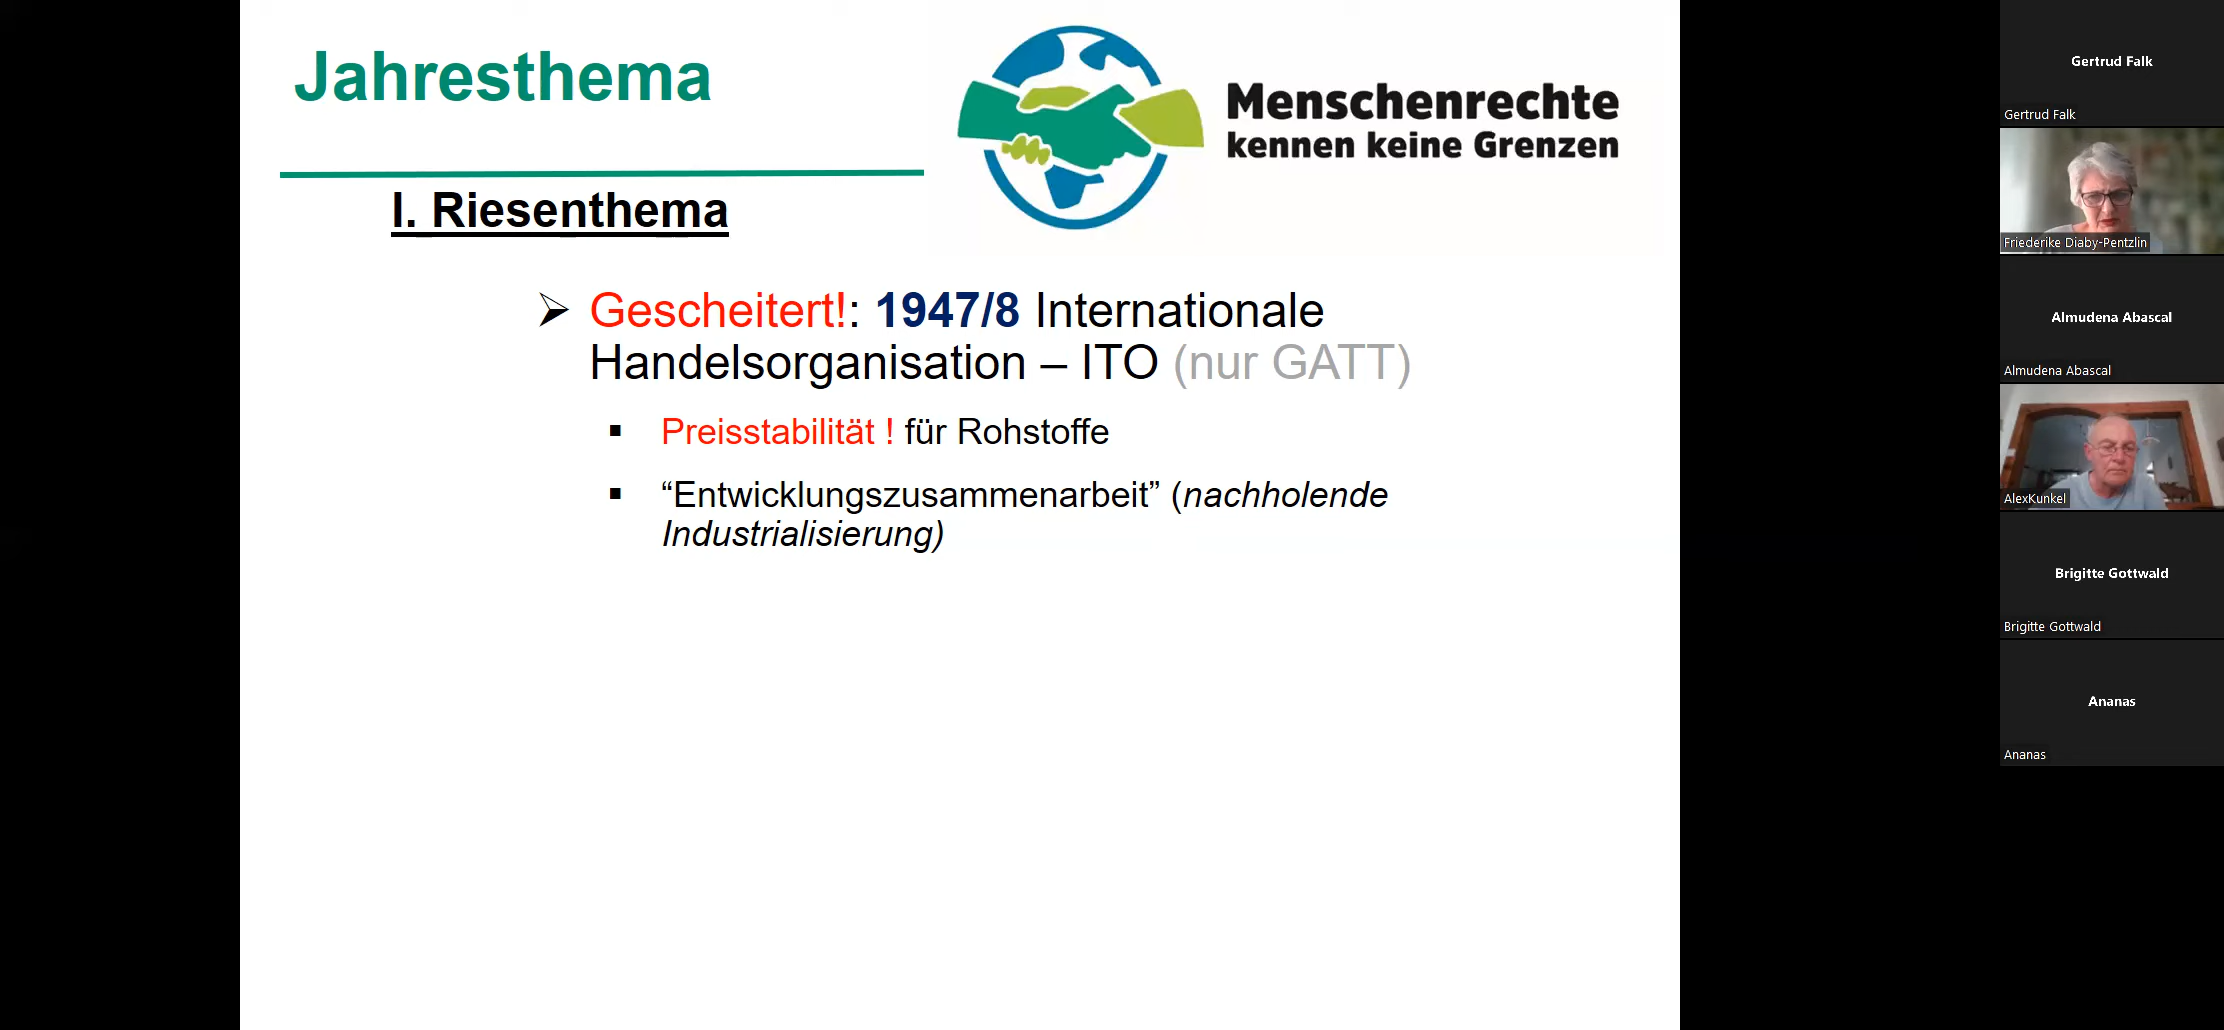 Jahresthema
Menschenrechte
kennen keine Grenzen
I. Riesenthema
➢ Gescheitert!: 1947/8 Internationale
Handelsorganisation – ITO (nur GATT)
▪ Preisstabilität ! für Rohstoffe
▪ “Entwicklungszusammenarbeit” (nachholende
Industrialisierung)
Gertrud Falk
Gertrud Falk
Friederike Diaby-Pentzlin
Almudena Abascal
Almudena Abascal
AlexKunkel
Brigitte Gottwald
Brigitte Gottwald
Ananas
Ananas